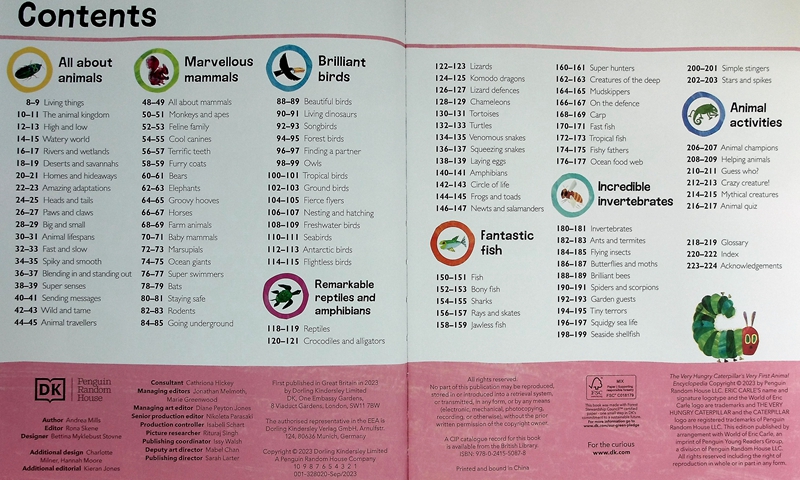 Contents
All about
animals
8–9 Living things
10–11 The animal kingdom
12–13 High and low
14–15 Watery world
16–17 Rivers and wetlands
18–19 Deserts and savannahs
20–21 Homes and hideaways
22–23 Amazing adaptations
24–25 Heads and tails
26–27 Paws and claws
28–29 Big and small
30–31 Animal lifespans
32–33 Fast and slow
34–35 Spiky and smooth
36–37 Blending in and standing out
38–39 Super senses
40–41 Sending messages
42–43 Wild and tame
44–45 Animal travellers
Marvellous
mammals
48–49 All about mammals
50–51 Monkeys and apes
52–53 Feline family
54–55 Cool canines
56–57 Terrific teeth
58–59 Furry coats
60–61 Bears
62–63 Elephants
64–65 Groovy hooves
66–67 Horses
68–69 Farm animals
70–71 Baby mammals
72–73 Marsupials
74–75 Ocean giants
76–77 Super swimmers
78–79 Bats
80–81 Staying safe
82–83 Rodents
84–85 Going underground
Brilliant
birds
88–89 Beautiful birds
90–91 Living dinosaurs
92–93 Songbirds
94–95 Forest birds
96–97 Finding a partner
98–99 Owls
100–101 Tropical birds
102–103 Ground birds
104–105 Fierce flyers
106–107 Nesting and hatching
108–109 Freshwater birds
110–111 Seabirds
112–113 Antarctic birds
114–115 Flightless birds
Remarkable
reptiles and
amphibians
118–119 Reptiles
120–121 Crocodiles and alligators
122–123 Lizards
124–125 Komodo dragons
126–127 Lizard defences
128–129 Chameleons
130–131 Tortoises
132–133 Turtles
134–135 Venomous snakes
136–137 Squeezing snakes
138–139 Laying eggs
140–141 Amphibians
142–143 Circle of life
144–145 Frogs and toads
146–147 Newts and salamanders
Fantastic
fish
150–151 Fish
152–153 Bony fish
154–155 Sharks
156–157 Rays and skates
158–159 Jawless fish
160–161 Super hunters
162–163 Creatures of the deep
164–165 Mudskippers
166–167 On the defence
168–169 Carp
170–171 Fast fish
172–173 Tropical fish
174–175 Fishy fathers
176–177 Ocean food web
Incredible
invertebrates
180–181 Invertebrates
182–183 Ants and termites
184–185 Flying insects
186–187 Butterflies and moths
188–189 Brilliant bees
190–191 Spiders and scorpions
192–193 Garden guests
194–195 Tiny terrors
196–197 Squidgy sea life
198–199 Seaside shellfish
200–201 Simple stingers
202–203 Stars and spikes
Animal
activities
206–207 Animal champions
208–209 Helping animals
210–211 Guess who?
212–213 Crazy creature!
214–215 Mythical creatures
216–217 Animal quiz
218–219 Glossary
220–222 Index
223–224 Acknowledgements
DK
Penguin
Random
House
Author Andrea Mills
Editor Rona Skene
Designer Bettina Myklebust Stovne
Additional design Charlotte
Milner, Hannah Moore
Additional editorial Kieran Jones
Consultant Cathriona Hickey
Managing editors Jonathan Melmoth,
Marie Greenwood
Managing art editor Diane Peyton Jones
Senior production editor Nikoleta Parasaki
Production controller Isabell Schart
Picture researcher Rituraj Singh
Publishing coordinator Issy Walsh
Deputy art director Mabel Chan
Publishing director Sarah Larter
First published in Great Britain in 2023
by Dorling Kindersley Limited
DK, One Embassy Gardens,
8 Viaduct Gardens, London, SW11 7BW
The authorised representative in the EEA is
Dorling Kindersley Verlag GmbH. Arnulfstr.
124, 80636 Munich, Germany
Copyright © 2023 Dorling Kindersley Limited
A Penguin Random House Company
10 9 8 7 6 5 4 3 2 1
001–328020–Sep/2023
All rights reserved.
No part of this publication may be reproduced,
stored in or introduced into a retrieval system,
or transmitted, in any form, or by any means
(electronic, mechanical, photocopying,
recording, or otherwise), without the prior
written permission of the copyright owner.
A CIP catalogue record for this book
is available from the British Library.
ISBN: 978-0-2415-5087-8
Printed and bound in China
FSC
MIX
For the curious
www.dk.com
The Very Hungry Caterpillar's Very First Animal
Encyclopedia Copyright © 2023 by Penguin
Random House LLC. ERIC CARLE's name and
signature logotype and the World of Eric
Carle logo are trademarks and THE VERY
HUNGRY CATERPILLAR and the CATERPILLAR
logo are registered trademarks of Penguin
Random House LLC. This edition published by
arrangement with World of Eric Carle, an
imprint of Penguin Young Readers Group,
a division of Penguin Random House LLC.
All rights reserved including the right of
reproduction in whole or in part in any form.